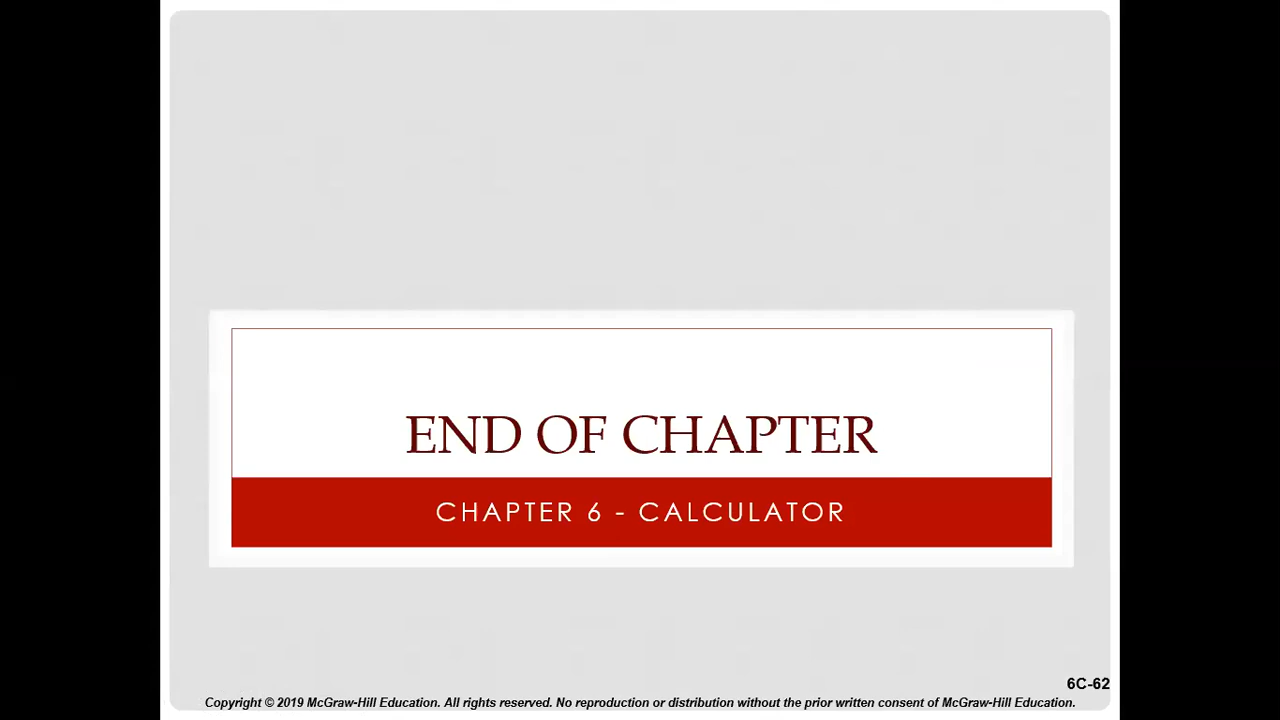 END OF CHAPTER
CHAPTER 6 - CALCULATOR
6C-62
Copyright © 2019 McGraw-Hill Education. All rights reserved. No reproduction or distribution without the prior written consent of McGraw-Hill Education.